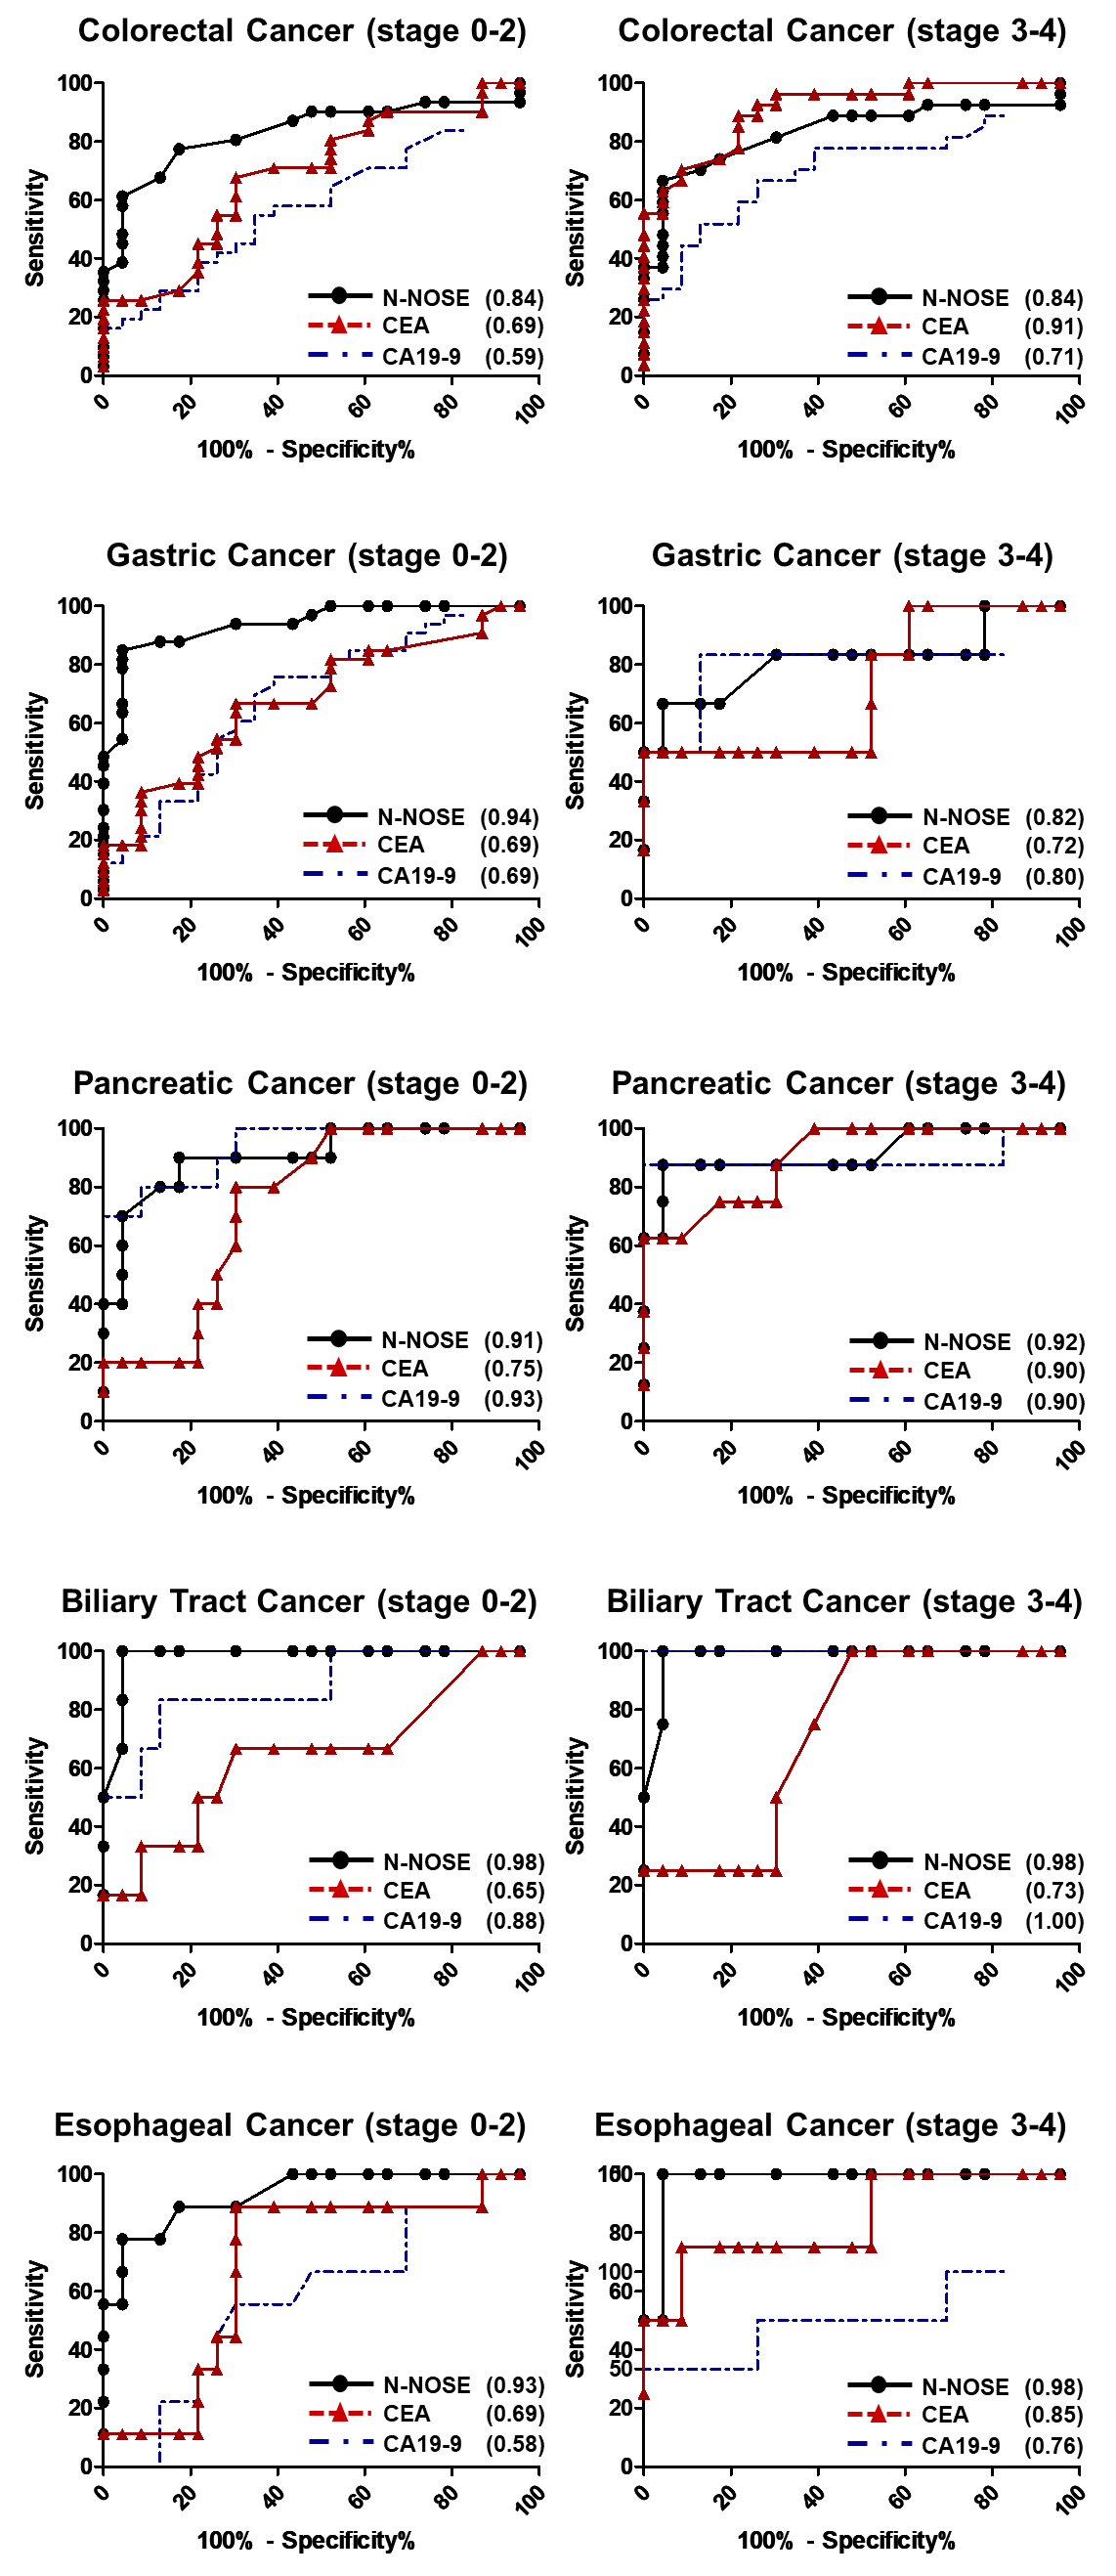 Colorectal Cancer (stage 0-2)
Sensitivity
100
80
60
40
20
0
N-NOSE (0.84)
CEA (0.69)
CA19-9 (0.59)
0 20 40 60 80 100
100% - Specificity%
Colorectal Cancer (stage 3-4)
Sensitivity
100
80
60
40
20
0
N-NOSE (0.84)
CEA (0.91)
CA19-9 (0.71)
0 20 40 60 80 100
100% - Specificity%
Gastric Cancer (stage 0-2)
Sensitivity
100
80
60
40
20
0
N-NOSE (0.94)
CEA (0.69)
CA19-9 (0.69)
0 20 40 60 80 100
100% - Specificity%
Gastric Cancer (stage 3-4)
Sensitivity
100
80
60
40
20
0
N-NOSE (0.82)
CEA (0.72)
CA19-9 (0.80)
0 20 40 60 80 100
100% - Specificity%
Pancreatic Cancer (stage 0-2)
Sensitivity
100
80
60
40
20
0
N-NOSE (0.91)
CEA (0.75)
CA19-9 (0.93)
0 20 40 60 80 100
100% - Specificity%
Pancreatic Cancer (stage 3-4)
Sensitivity
100
80
60
40
20
0
N-NOSE (0.92)
CEA (0.90)
CA19-9 (0.90)
0 20 40 60 80 100
100% - Specificity%
Biliary Tract Cancer (stage 0-2)
Sensitivity
100
80
60
40
20
0
N-NOSE (0.98)
CEA (0.65)
CA19-9 (0.88)
0 20 40 60 80 100
100% - Specificity%
Biliary Tract Cancer (stage 3-4)
Sensitivity
100
80
60
40
20
0
N-NOSE (0.98)
CEA (0.73)
CA19-9 (1.00)
0 20 40 60 80 100
100% - Specificity%
Esophageal Cancer (stage 0-2)
Sensitivity
100
80
60
40
20
0
N-NOSE (0.93)
CEA (0.69)
CA19-9 (0.58)
0 20 40 60 80 100
100% - Specificity%
Esophageal Cancer (stage 3-4)
Sensitivity
80
100
60
40
50
20
0
N-NOSE (0.98)
CEA (0.85)
CA19-9 (0.76)
0 20 40 60 80 100
100% - Specificity%